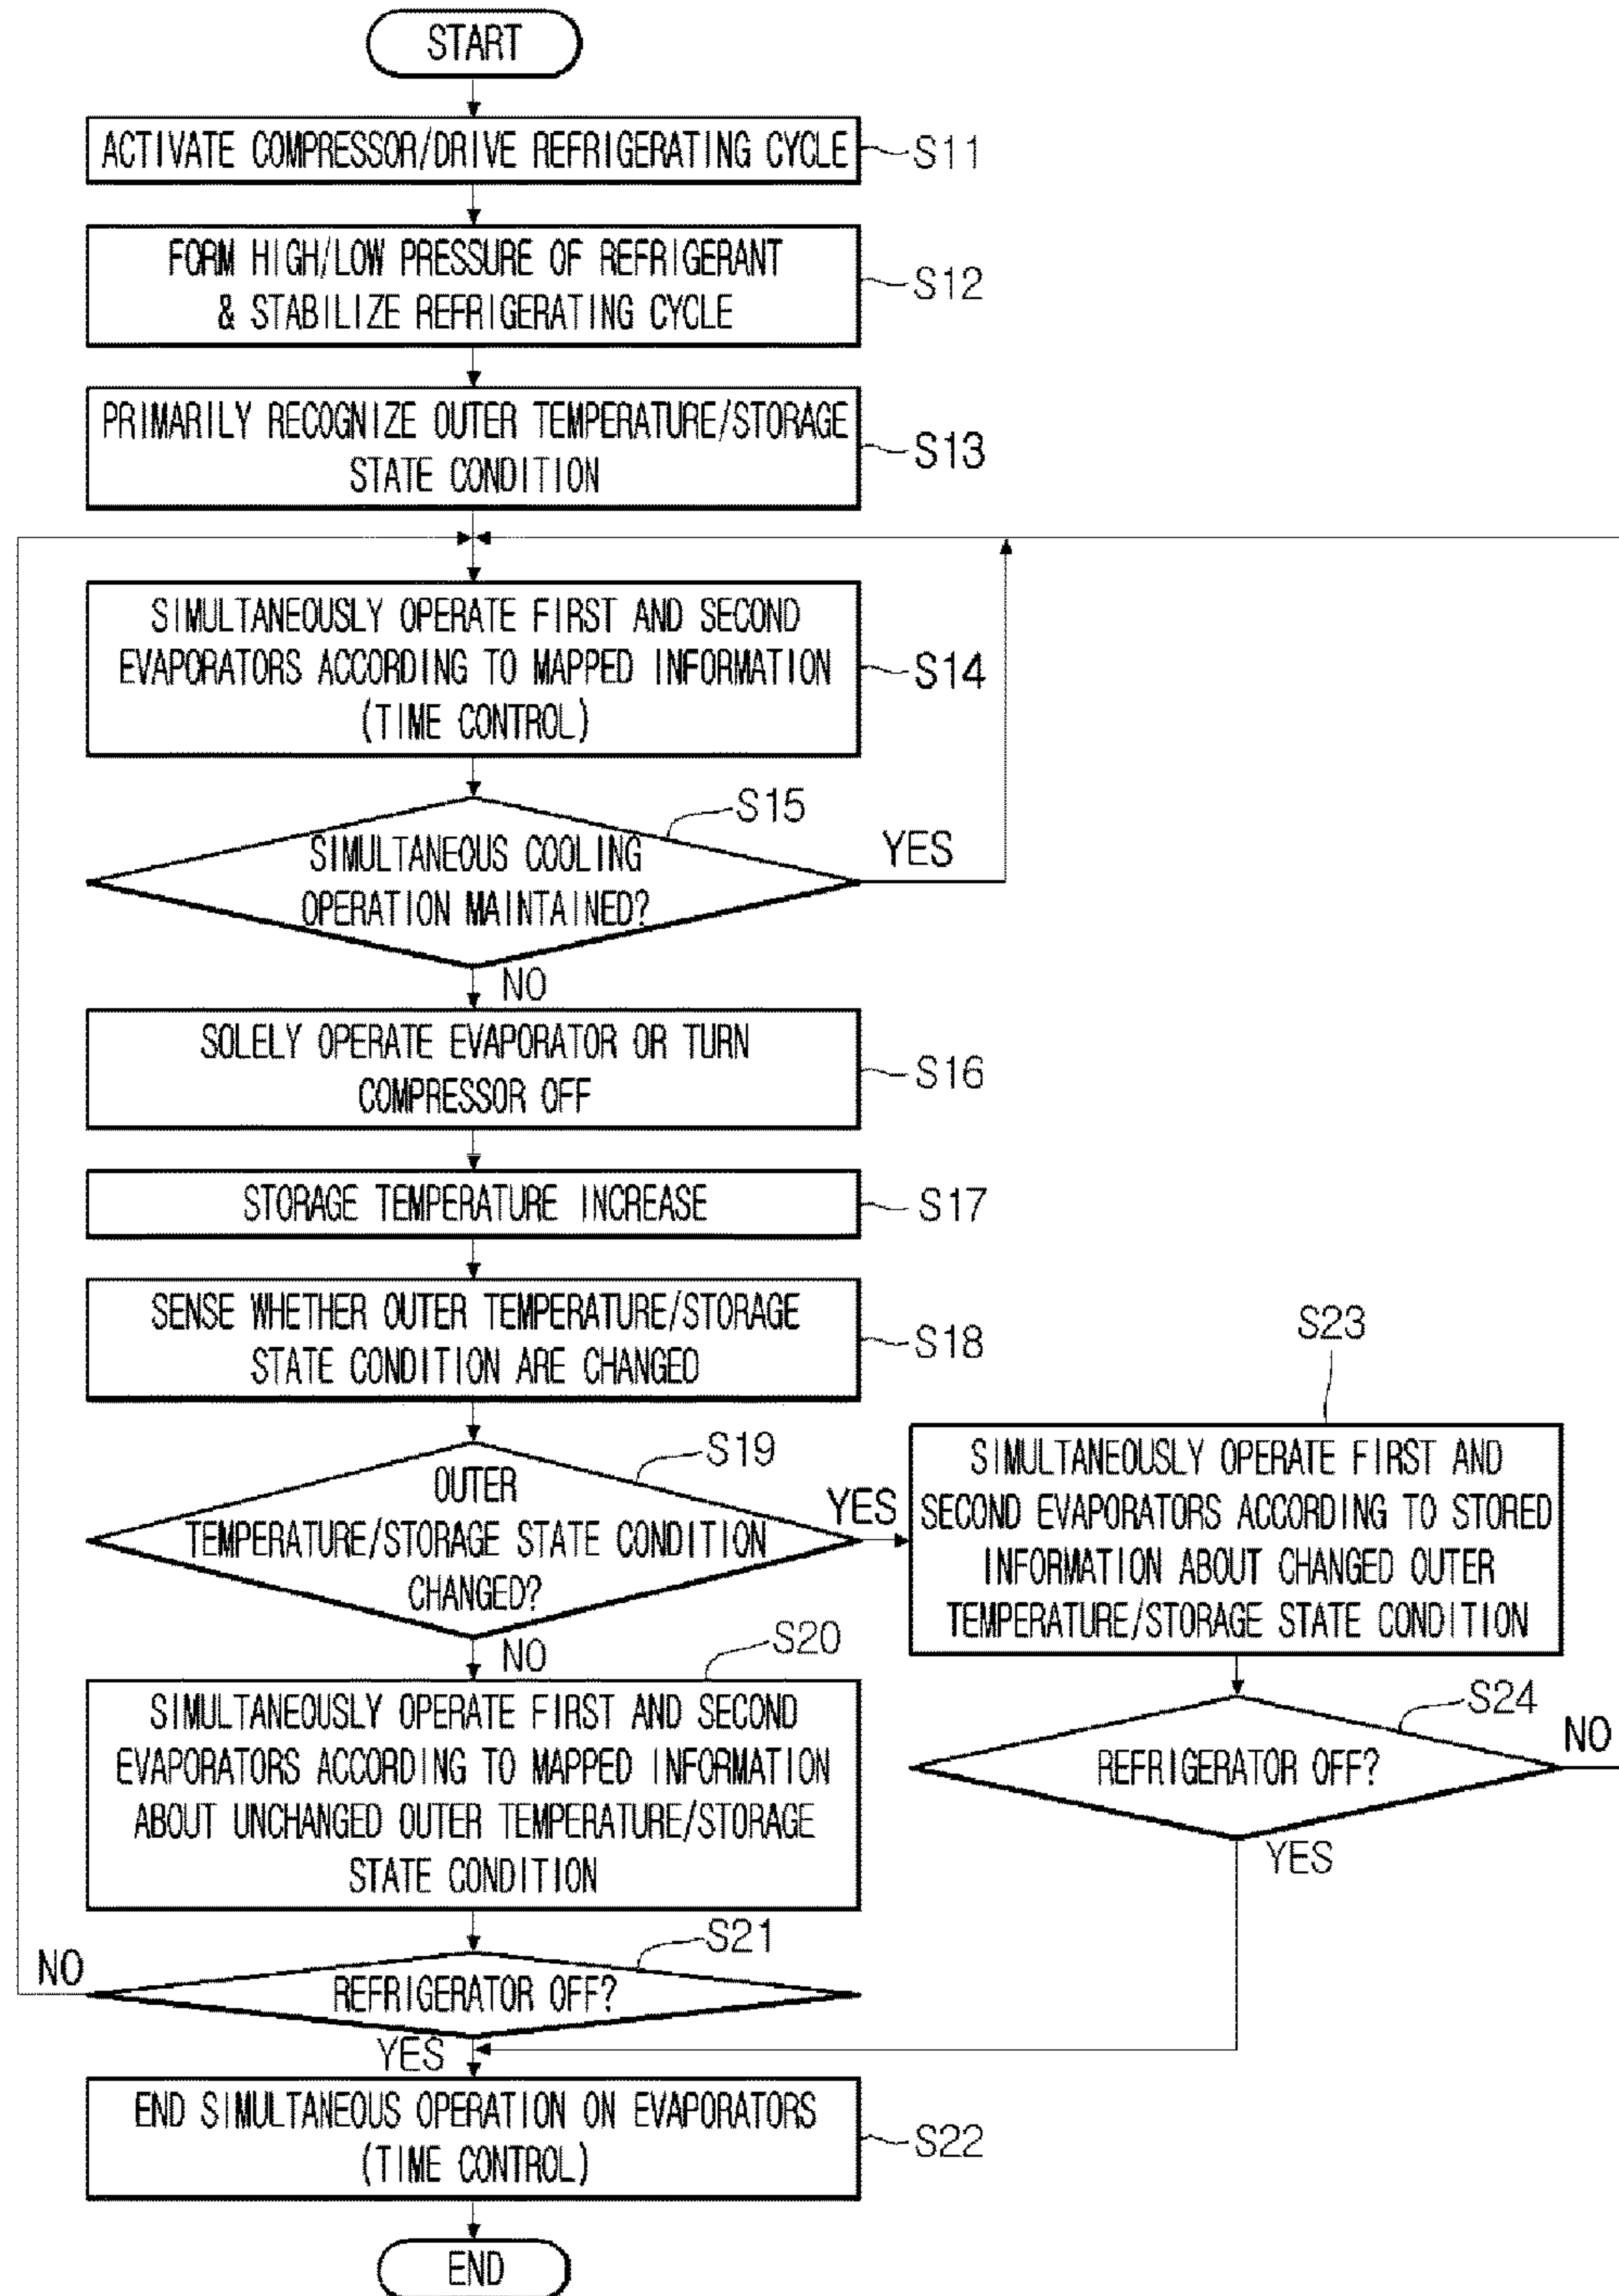 START
ACTIVATE COMPRESSOR/DRIVE REFRIGERATING CYCLE
S11
FORM HIGH/LOW PRESSURE OF REFRIGERANT
& STABILIZE REFRIGERATING CYCLE
S12
PRIMARILY RECOGNIZE OUTER TEMPERATURE/STORAGE
STATE CONDITION
S13
SIMULTANEOUSLY OPERATE FIRST AND SECOND
EVAPORATORS ACCORDING TO MAPPED INFORMATION
(TIME CONTROL)
S14
S15
SIMULTANEOUS COOLING
OPERATION MAINTAINED?
YES
NO
SOLELY OPERATE EVAPORATOR OR TURN
COMPRESSOR OFF
S16
STORAGE TEMPERATURE INCREASE
S17
SENSE WHETHER OUTER TEMPERATURE/STORAGE
STATE CONDITION ARE CHANGED
S18
S19
OUTER
TEMPERATURE/STORAGE STATE CONDITION
CHANGED?
YES
NO
S23
SIMULTANEOUSLY OPERATE FIRST AND
SECOND EVAPORATORS ACCORDING TO STORED
INFORMATION ABOUT CHANGED OUTER
TEMPERATURE/STORAGE STATE CONDITION
S20
SIMULTANEOUSLY OPERATE FIRST AND SECOND
EVAPORATORS ACCORDING TO MAPPED INFORMATION
ABOUT UNCHANGED OUTER TEMPERATURE/STORAGE
STATE CONDITION
S24
REFRIGERATOR OFF?
NO
YES
S21
REFRIGERATOR OFF?
NO
YES
END SIMULTANEOUS OPERATION ON EVAPORATORS
(TIME CONTROL)
S22
END